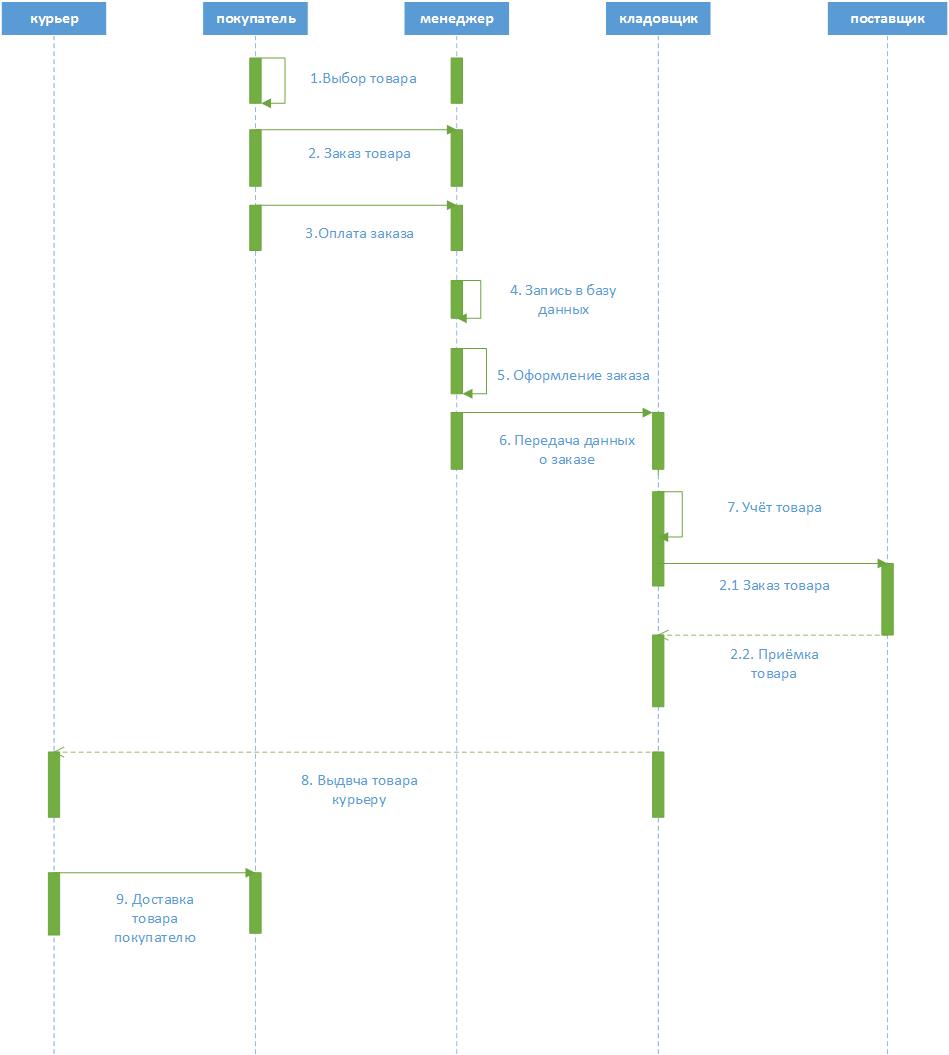 курьер
покупатель
менеджер
кладовщик
поставщик
1.Выбор товара
2. Заказ товара
3.Оплата заказа
4. Запись в базу
данных
5. Оформление заказа
6. Передача данных
о заказе
7. Учёт товара
2.1 Заказ товара
2.2. Приёмка
товара
8. Выдвча товара
курьеру
9. Доставка
товара
покупателю